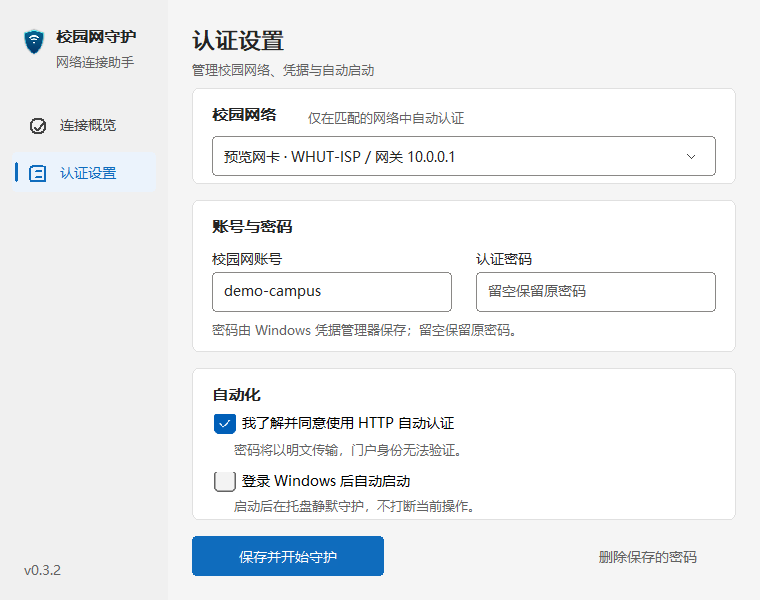 校园网守护
网络连接助手
连接概览
认证设置
v0.3.2
认证设置
管理校园网络、凭据与自动启动
校园网络 仅在匹配的网络中自动认证
预览网卡 · WHUT-ISP / 网关 10.0.0.1
账号与密码
校园网账号 认证密码
demo-campus 留空保留原密码
密码由 Windows 凭据管理器保存；留空保留原密码。
自动化
我了解并同意使用 HTTP 自动认证
密码将以明文传输，门户身份无法验证。
登录 Windows 后自动启动
启动后在托盘静默守护，不打断当前操作。
保存并开始守护 删除保存的密码